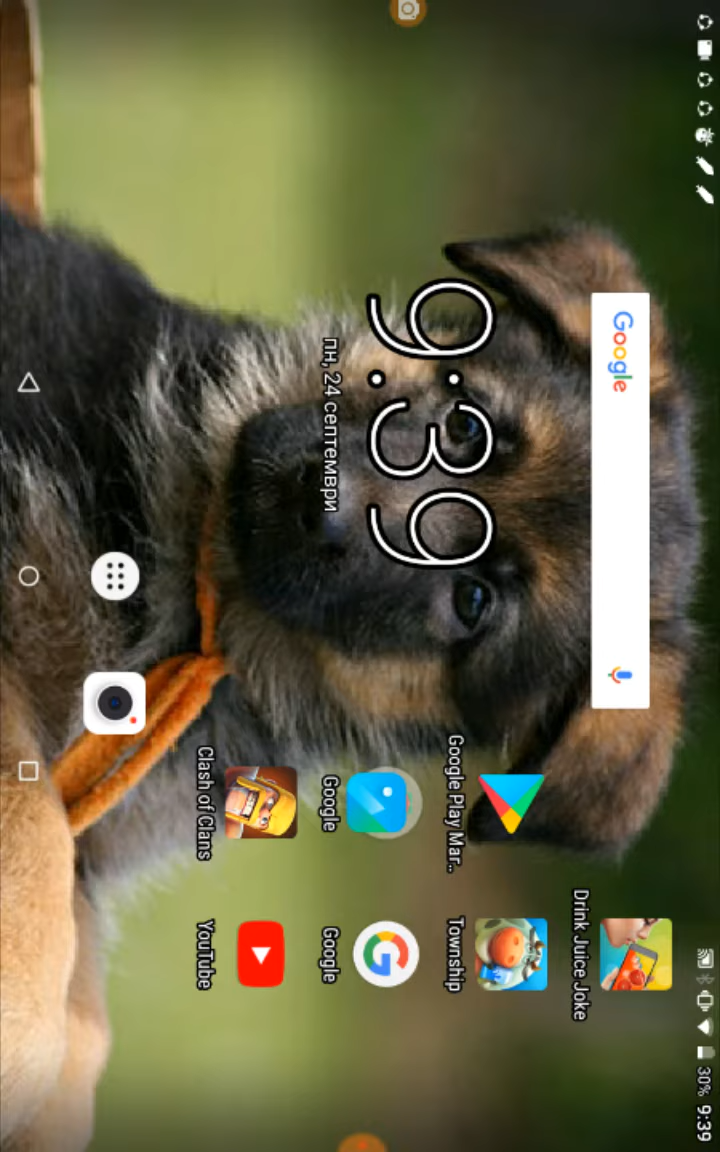 30% 9:39
Google
9:39
пн, 24 септември
Drink Juice Joke
Google Play Mar..
Township
Google
Google
Clash of Clans
YouTube